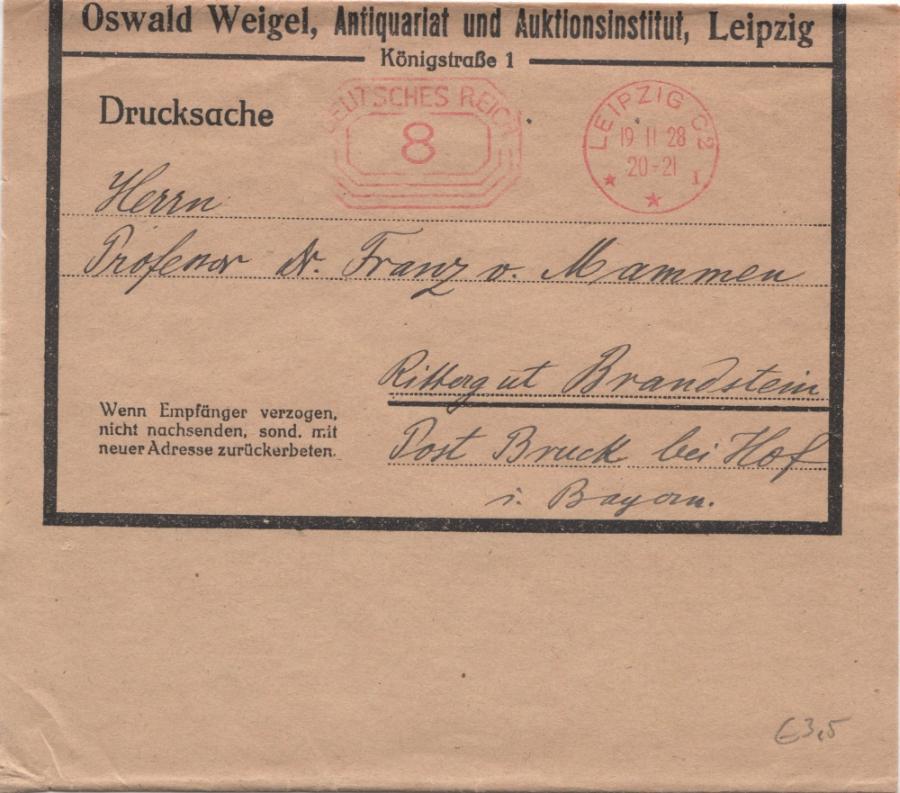 Oswald Weigel, Antiquariat und Auktionsinstitut, Leipzig
Königstraße 1
Drucksache
DEUTSCHES REICH
8
LEIPZIG C2
19 11 28
20-21
1
Herrn
Professor Dr. Franz v. Mammen
Rittergut Brandstein
Wenn Empfänger verzogen,
nicht nachsenden, sond. mit
neuer Adresse zurückerbeten.
Post Bruck bei Hof
i. Bayern.
€3,5